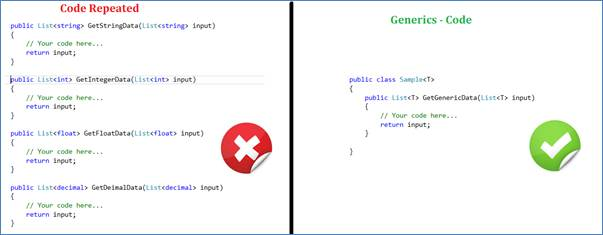 Code Repeated
public List<string> GetStringData(List<string> input)
{
// Your code here...
return input;
}
public List<int> GetIntegerData(List<int> input)
{
// Your code here...
return input;
}
public List<float> GetFloatData(List<float> input)
{
// Your code here...
return input;
}
public List<decimal> GetDeimalData(List<decimal> input)
{
// Your code here...
return input;
}
Generics - Code
public class Sample<T>
{
public List<T> GetGenericData(List<T> input)
{
// Your code here...
return input;
}
}